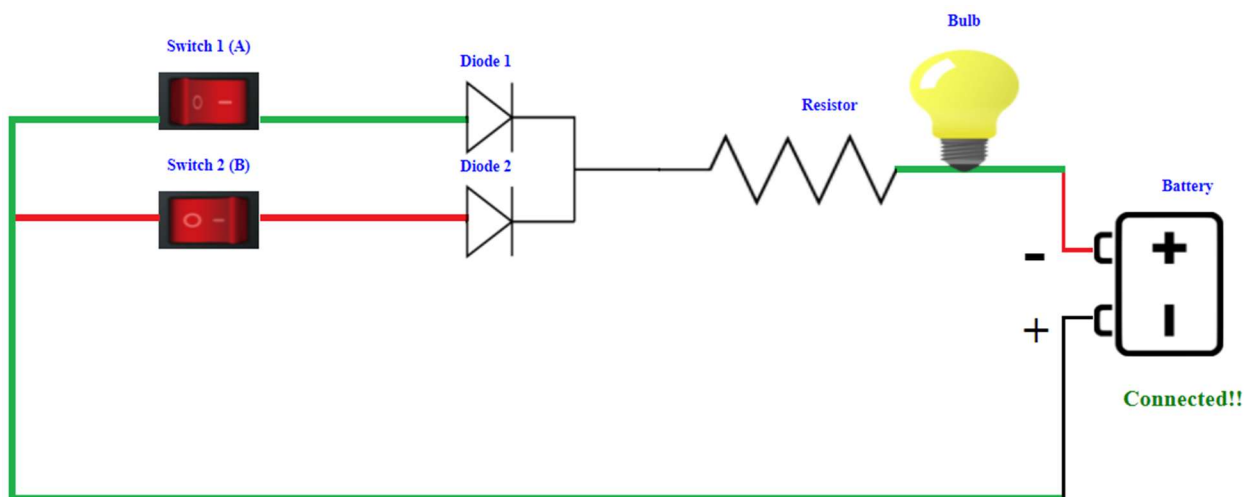 Bulb
Switch 1 (A)
Diode 1
O -
Resistor
Switch 2 (B)
Diode 2
Battery
O -
-
+
+
-
Connected!!